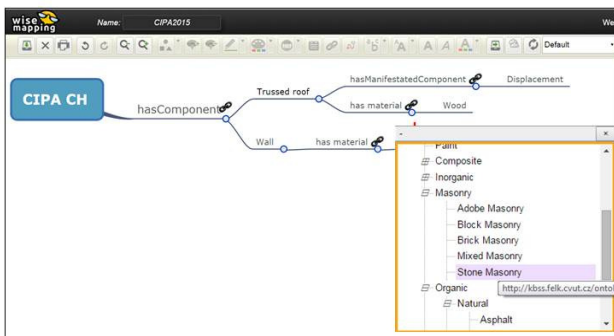 wise mapping
Name: CIPA2015
We
Default
CIPA CH
hasComponent
Trussed roof
hasManifestatedComponent
Displacement
has material
Wood
Wall
has material
Paint
Composite
Inorganic
Masonry
Adobe Masonry
Block Masonry
Brick Masonry
Mixed Masonry
Stone Masonry
Organic
http://kbss.felk.cvut.cz/onto
Natural
Asphalt